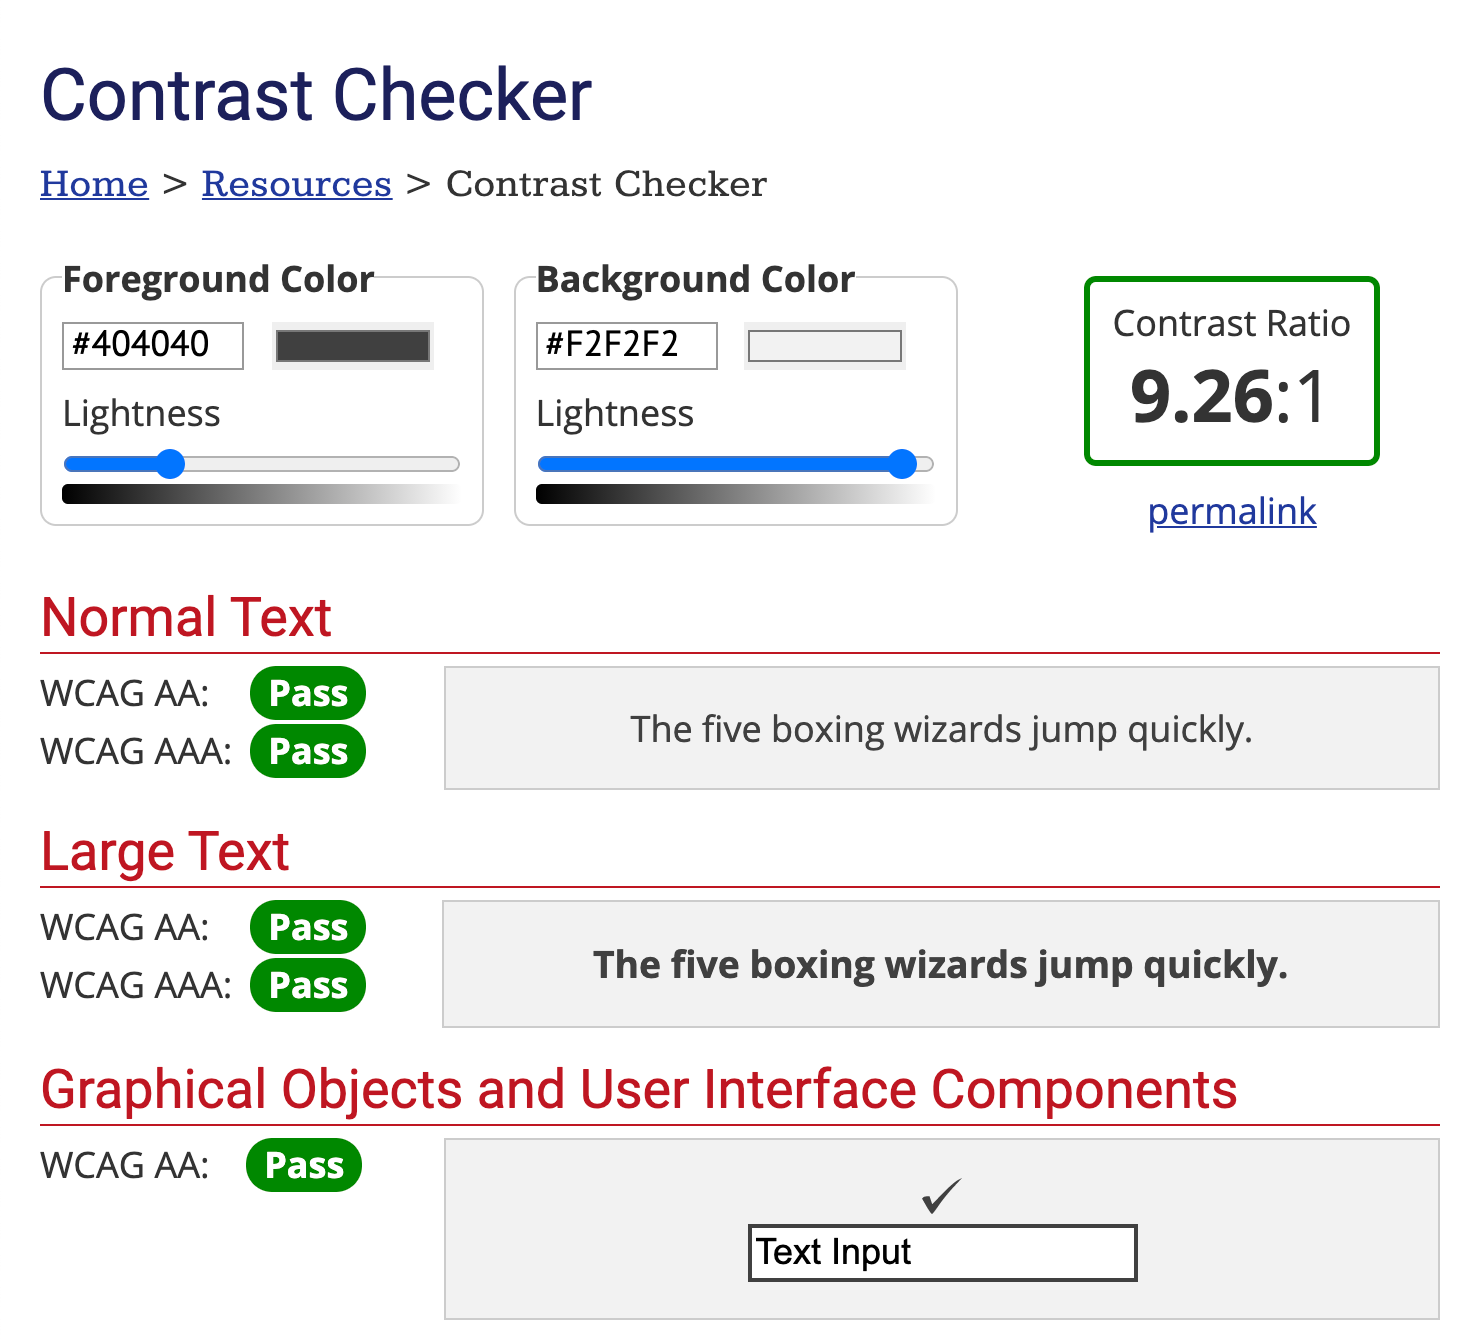 Contrast Checker
Home > Resources > Contrast Checker
Foreground Color
#404040
Lightness
Background Color
#F2F2F2
Lightness
Contrast Ratio
9.26:1
permalink
Normal Text
WCAG AA: Pass
WCAG AAA: Pass
The five boxing wizards jump quickly.
Large Text
WCAG AA: Pass
WCAG AAA: Pass
The five boxing wizards jump quickly.
Graphical Objects and User Interface Components
WCAG AA: Pass
✓
Text Input